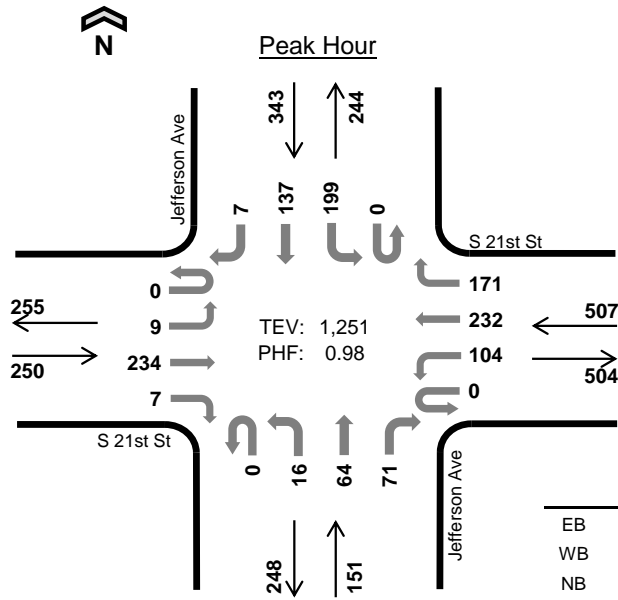 N
Peak Hour
Jefferson Ave
343
244
7
137
199
0
S 21st St
171
232
104
0
507
504
255
250
0
9
234
7
TEV: 1,251
PHF: 0.98
S 21st St
0
16
64
71
248
151
Jefferson Ave
EB
WB
NB